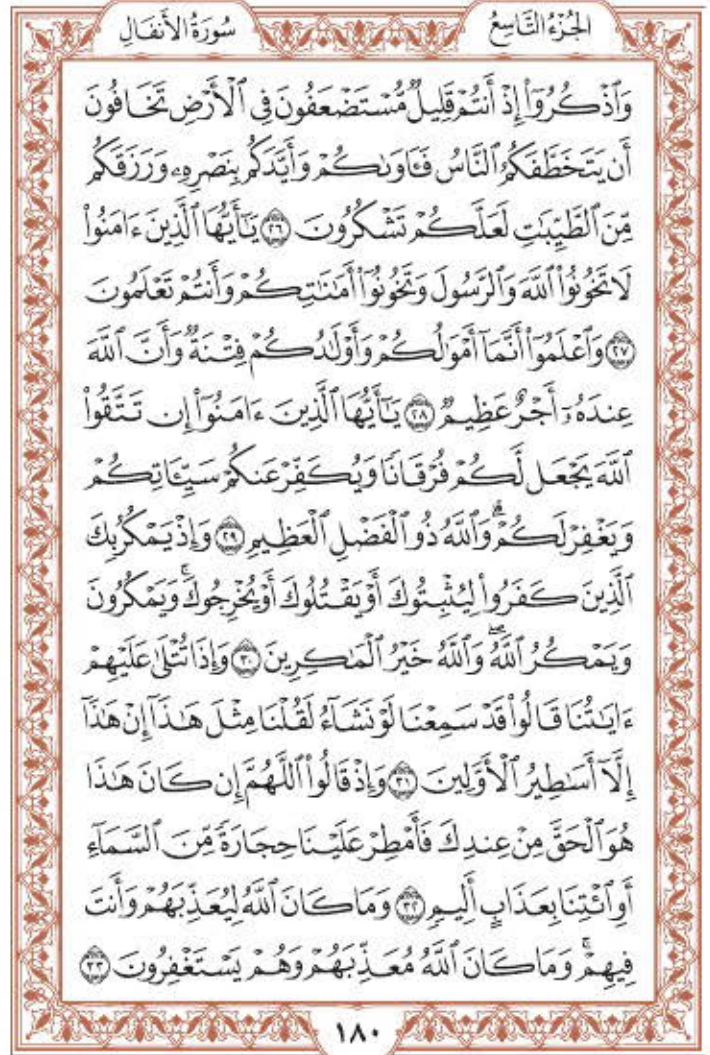 الجُزْءُ التَّاسِعُ
سُورَةُ الأَنفَالِ
وَٱذْكُرُوٓا۟ إِذْ أَنتُمْ قَلِيلٌ مُّسْتَضْعَفُونَ فِى ٱلْأَرْضِ تَخَافُونَ
أَن يَتَخَطَّفَكُمُ ٱلنَّاسُ فَـَٔاوَىٰكُمْ وَأَيَّدَكُم بِنَصْرِهِۦ وَرَزَقَكُم
مِّنَ ٱلطَّيِّبَـٰتِ لَعَلَّكُمْ تَشْكُرُونَ ٢٦ يَـٰٓأَيُّهَا ٱلَّذِينَ ءَامَنُوا۟
لَا تَخُونُوا۟ ٱللَّهَ وَٱلرَّسُولَ وَتَخُونُوٓا۟ أَمَـٰنَـٰتِكُمْ وَأَنتُمْ تَعْلَمُونَ
٢٧ وَٱعْلَمُوٓا۟ أَنَّمَآ أَمْوَٰلُكُمْ وَأَوْلَـٰدُكُمْ فِتْنَةٌ وَأَنَّ ٱللَّهَ
عِندَهُۥٓ أَجْرٌ عَظِيمٌ ٢٨ يَـٰٓأَيُّهَا ٱلَّذِينَ ءَامَنُوٓا۟ إِن تَتَّقُوا۟
ٱللَّهَ يَجْعَل لَّكُمْ فُرْقَانًا وَيُكَفِّرْ عَنكُمْ سَيِّـَٔاتِكُمْ
وَيَغْفِرْ لَكُمْ ۗ وَٱللَّهُ ذُو ٱلْفَضْلِ ٱلْعَظِيمِ ٢٩ وَإِذْ يَمْكُرُ بِكَ
ٱلَّذِينَ كَفَرُوا۟ لِيُثْبِتُوكَ أَوْ يَقْتُلُوكَ أَوْ يُخْرِجُوكَ ۚ وَيَمْكُرُونَ
وَيَمْكُرُ ٱللَّهُ ۖ وَٱللَّهُ خَيْرُ ٱلْمَـٰكِرِينَ ٣٠ وَإِذَا تُتْلَىٰ عَلَيْهِمْ
ءَايَـٰتُنَا قَالُوا۟ قَدْ سَمِعْنَا لَوْ نَشَآءُ لَقُلْنَا مِثْلَ هَـٰذَآ إِنْ هَـٰذَآ
إِلَّآ أَسَـٰطِيرُ ٱلْأَوَّلِينَ ٣١ وَإِذْ قَالُوا۟ ٱللَّهُمَّ إِن كَانَ هَـٰذَا
هُوَ ٱلْحَقَّ مِنْ عِندِكَ فَأَمْطِرْ عَلَيْنَا حِجَارَةً مِّنَ ٱلسَّمَآءِ
أَوِ ٱئْتِنَا بِعَذَابٍ أَلِيمٍ ٣٢ وَمَا كَانَ ٱللَّهُ لِيُعَذِّبَهُمْ وَأَنتَ
فِيهِمْ ۚ وَمَا كَانَ ٱللَّهُ مُعَذِّبَهُمْ وَهُمْ يَسْتَغْفِرُونَ ٣٣
١٨٠